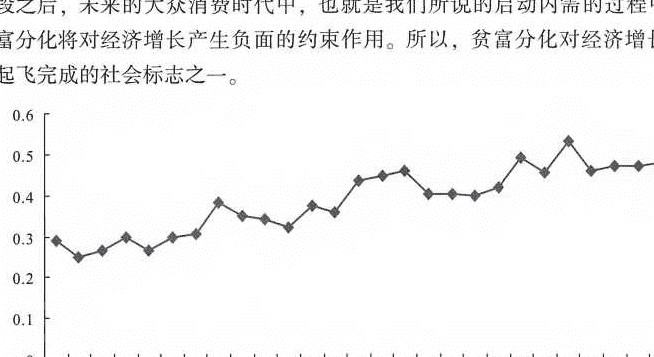 段之后，未来的大众消费时代中，也就是我们所说的启动内需的过程中
富分化将对经济增长产生负面的约束作用。所以，贫富分化对经济增长
起飞完成的社会标志之一。
0.6
0.5
0.4
0.3
0.2
0.1